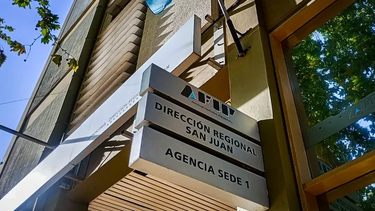 AFIP
DIRECCIÓN REGIONAL
SAN JUAN
AGENCIA SEDE 1